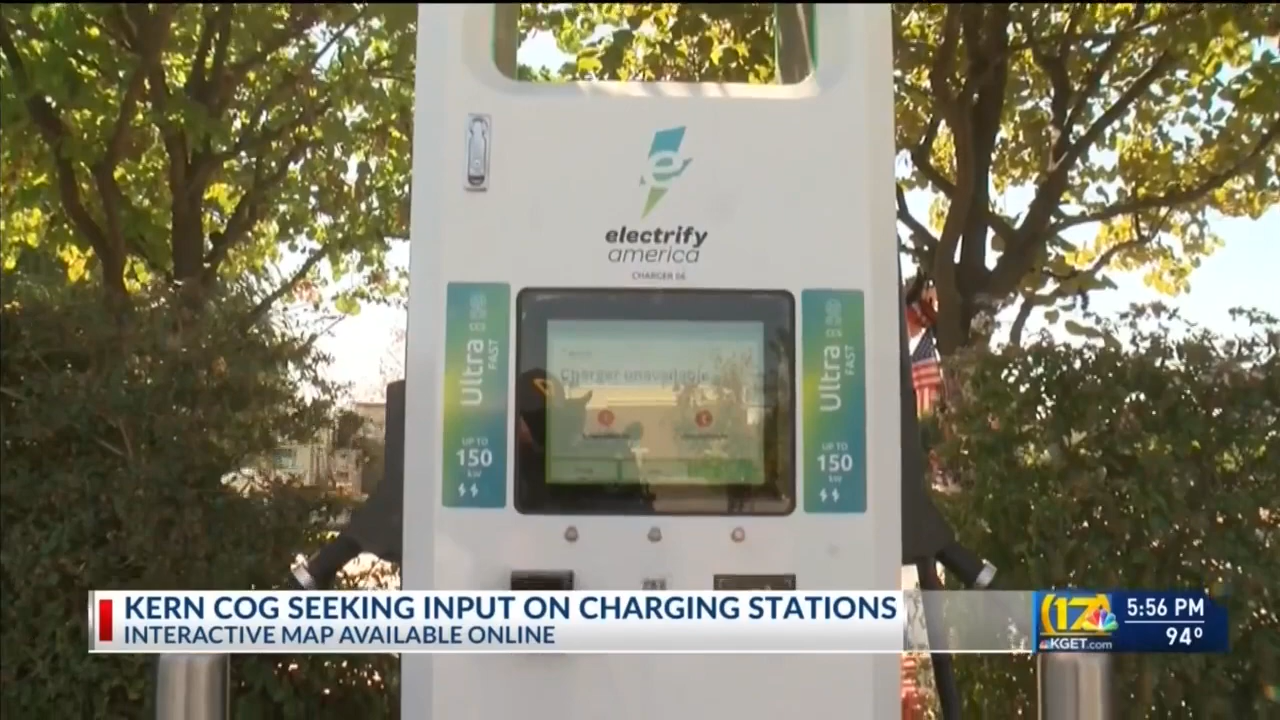 electrify
america
CHARGER 06
Ultra
FAST
UP TO
150
kW
Charger unavailable
Ultra
FAST
UP TO
150
kW
KERN COG SEEKING INPUT ON CHARGING STATIONS
INTERACTIVE MAP AVAILABLE ONLINE
17
KGET.com
5:56 PM
94°